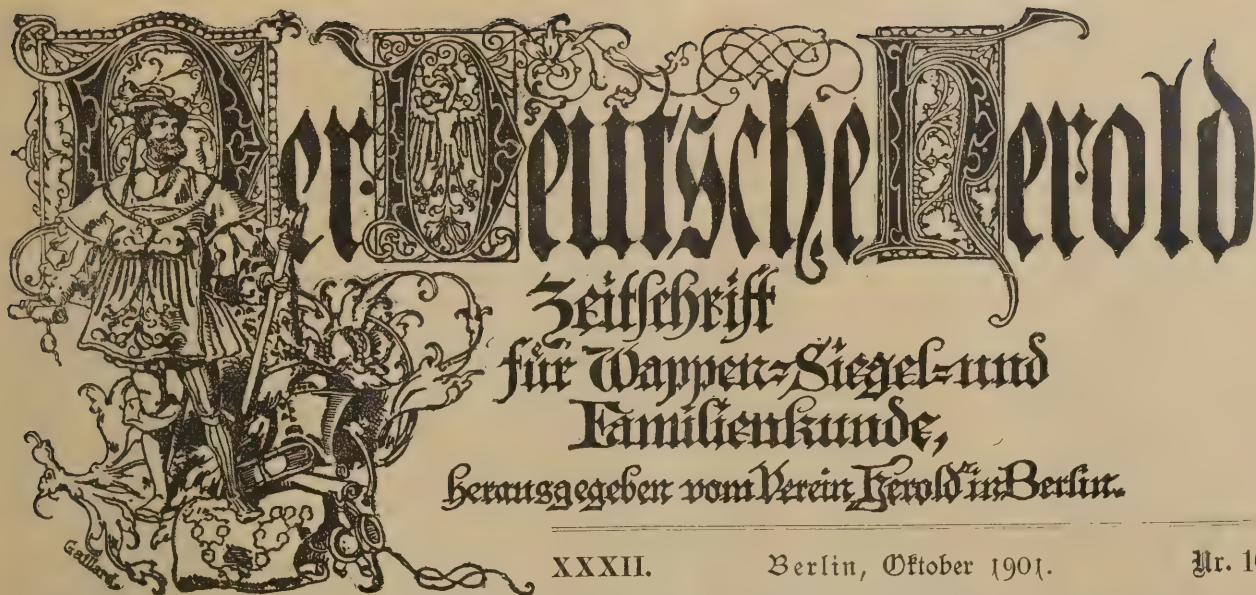 Der Deutsche Herold
Zeitschrift
für Wappen-Siegel-und
Familienkunde,
herausgegeben vom Verein „Herold" in Berlin.
Gaillard
XXXII. Berlin, Oktober 1901. Nr.